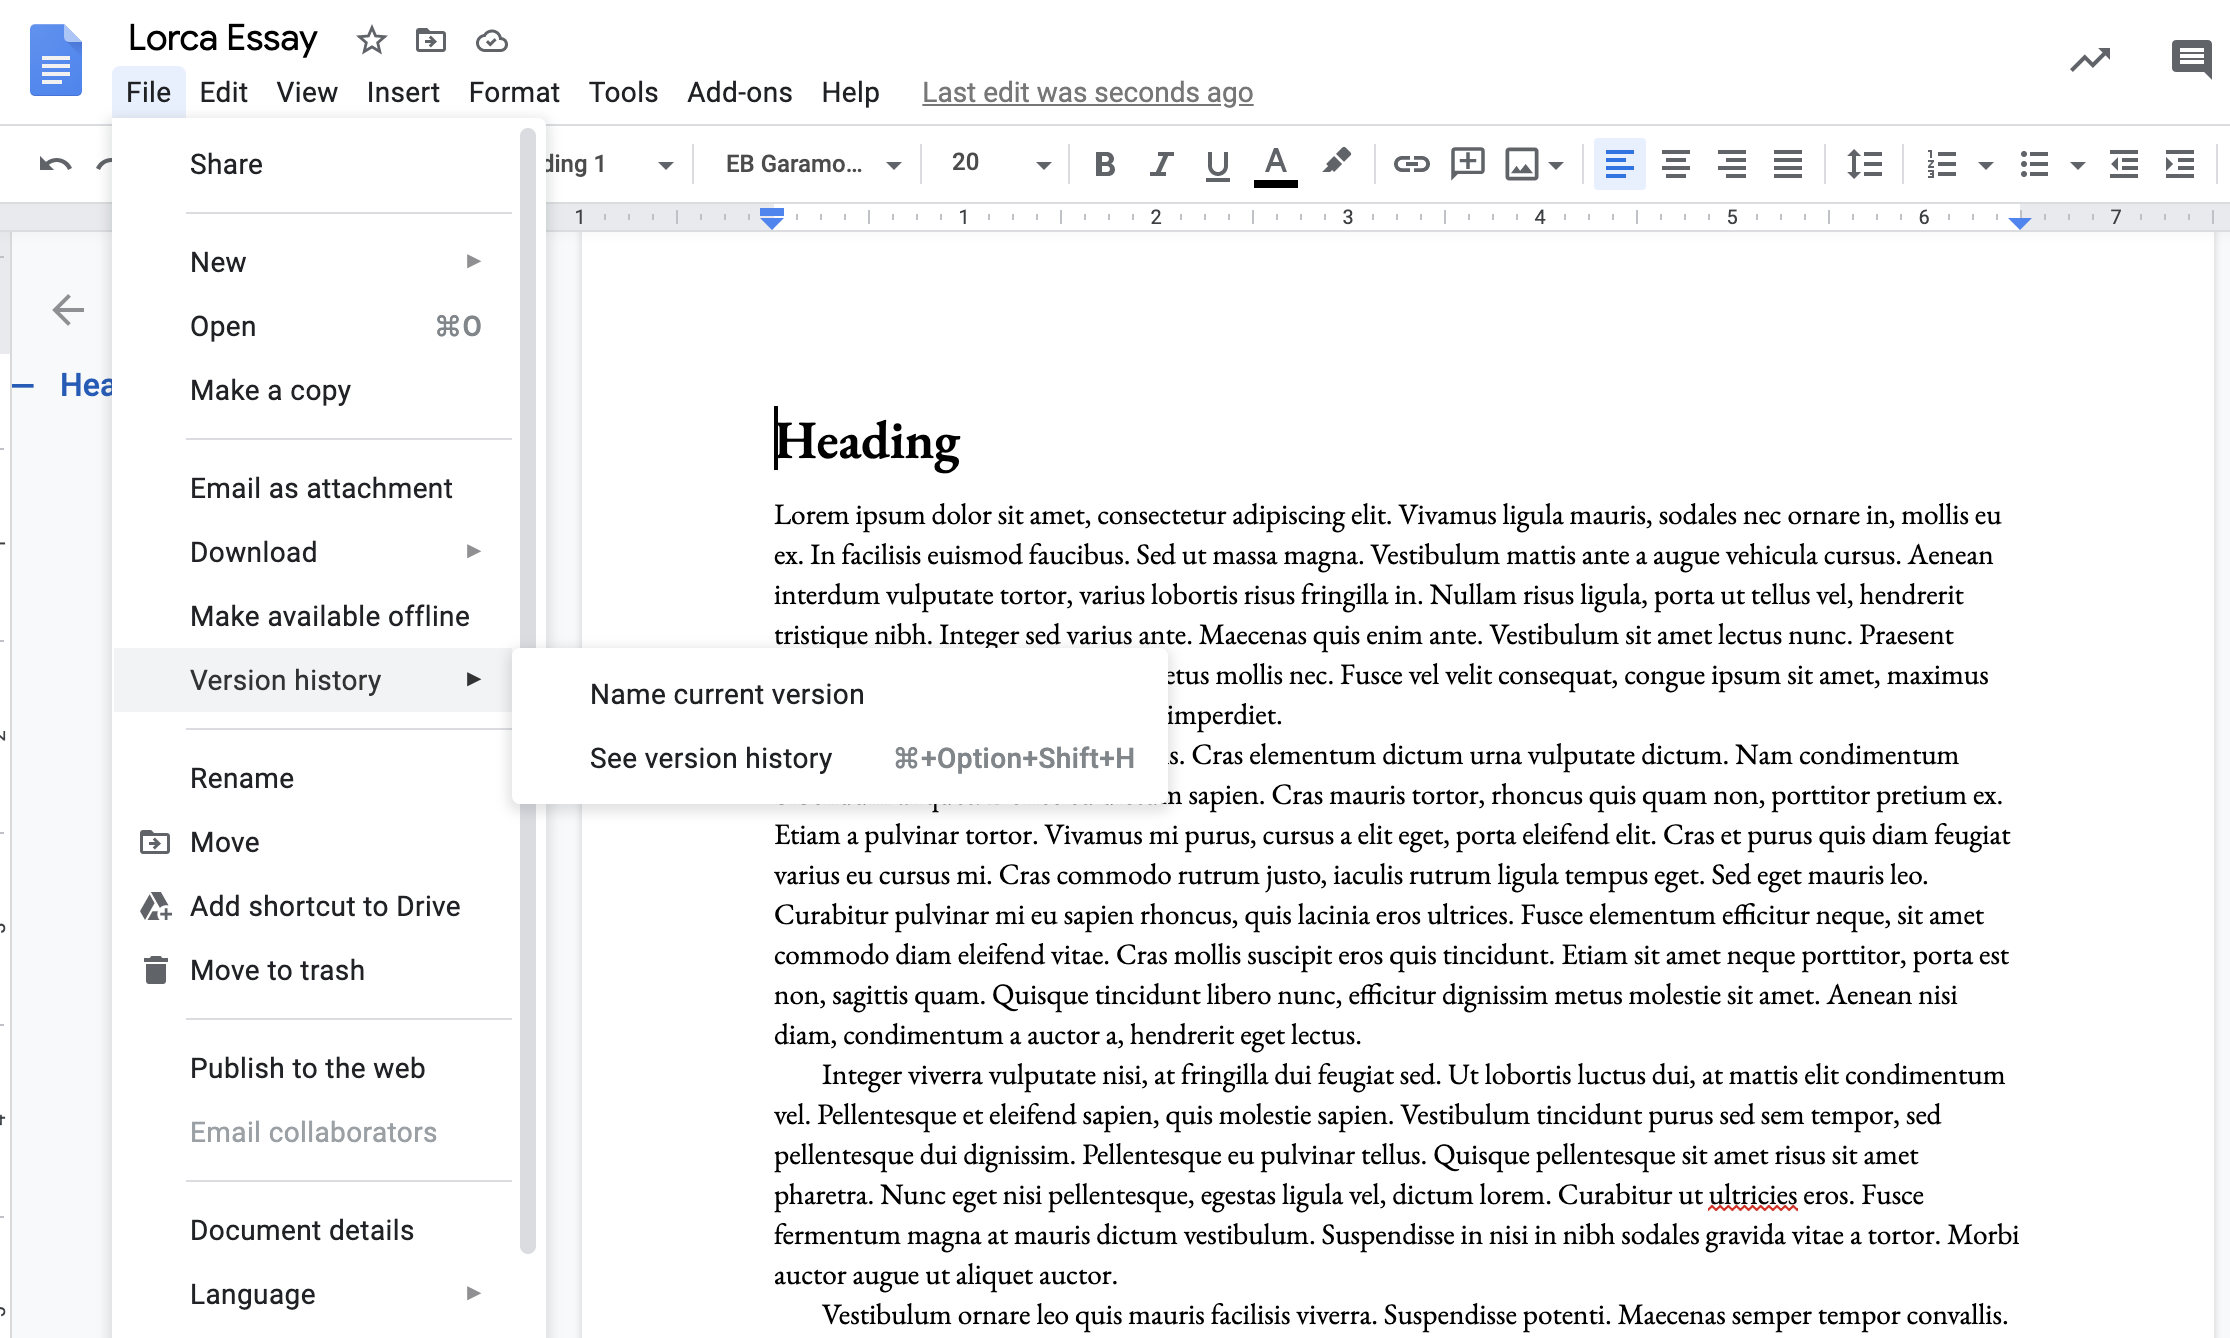 Lorca Essay
File Edit View Insert Format Tools Add-ons Help Last edit was seconds ago
ding 1 EB Garamo... 20
1 1 2 3 4 5 6 7
Share
New
Open ⌘O
Make a copy
Email as attachment
Download
Make available offline
Version history
Name current version
See version history ⌘+Option+Shift+H
Rename
Move
Add shortcut to Drive
Move to trash
Publish to the web
Email collaborators
Document details
Language
Hea
Heading
Lorem ipsum dolor sit amet, consectetur adipiscing elit. Vivamus ligula mauris, sodales nec ornare in, mollis eu
ex. In facilisis euismod faucibus. Sed ut massa magna. Vestibulum mattis ante a augue vehicula cursus. Aenean
interdum vulputate tortor, varius lobortis risus fringilla in. Nullam risus ligula, porta ut tellus vel, hendrerit
tristique nibh. Integer sed varius ante. Maecenas quis enim ante. Vestibulum sit amet lectus nunc. Praesent
etus mollis nec. Fusce vel velit consequat, congue ipsum sit amet, maximus
imperdiet.
s. Cras elementum dictum urna vulputate dictum. Nam condimentum
sapien. Cras mauris tortor, rhoncus quis quam non, porttitor pretium ex.
Etiam a pulvinar tortor. Vivamus mi purus, cursus a elit eget, porta eleifend elit. Cras et purus quis diam feugiat
varius eu cursus mi. Cras commodo rutrum justo, iaculis rutrum ligula tempus eget. Sed eget mauris leo.
Curabitur pulvinar mi eu sapien rhoncus, quis lacinia eros ultrices. Fusce elementum efficitur neque, sit amet
commodo diam eleifend vitae. Cras mollis suscipit eros quis tincidunt. Etiam sit amet neque porttitor, porta est
non, sagittis quam. Quisque tincidunt libero nunc, efficitur dignissim metus molestie sit amet. Aenean nisi
diam, condimentum a auctor a, hendrerit eget lectus.
Integer viverra vulputate nisi, at fringilla dui feugiat sed. Ut lobortis luctus dui, at mattis elit condimentum
vel. Pellentesque et eleifend sapien, quis molestie sapien. Vestibulum tincidunt purus sed sem tempor, sed
pellentesque dui dignissim. Pellentesque eu pulvinar tellus. Quisque pellentesque sit amet risus sit amet
pharetra. Nunc eget nisi pellentesque, egestas ligula vel, dictum lorem. Curabitur ut ultricies eros. Fusce
fermentum magna at mauris dictum vestibulum. Suspendisse in nisi in nibh sodales gravida vitae a tortor. Morbi
auctor augue ut aliquet auctor.
Vestibulum ornare leo quis mauris facilisis viverra. Suspendisse potenti. Maecenas semper tempor convallis.